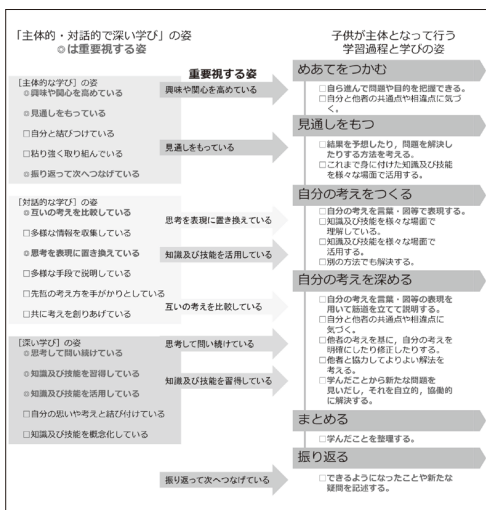 「主体的・対話的で深い学び」の姿
◎は重要視する姿
子供が主体となって行う
学習過程と学びの姿
重要視する姿
[主体的な学び]の姿
◎興味や関心を高めている
◎見通しをもっている
□自分と結びつけている
□粘り強く取り組んでいる
◎振り返って次へつなげている
[対話的な学び]の姿
◎互いの考えを比較している
□多様な情報を収集している
◎思考を表現に置き換えている
□多様な手段で説明している
□先哲の考え方を手がかりとしている
□共に考えを創りあげている
[深い学び]の姿
◎思考して問い続けている
◎知識及び技能を習得している
◎知識及び技能を活用している
□自分の思いや考えと結び付けている
□知識及び技能を概念化している
興味や関心を高めている
見通しをもっている
思考を表現に置き換えている
知識及び技能を活用している
互いの考えを比較している
思考して問い続けている
知識及び技能を習得している
振り返って次へつなげている
めあてをつかむ
□自ら進んで問題や目的を把握できる。
□自分と他者の共通点や相違点に気づ
く。
見通しをもつ
□結果を予想したり，問題を解決し
たりする方法を考える。
□これまで身に付けた知識及び技能
を様々な場面で活用する。
自分の考えをつくる
□自分の考えを言葉・図等で表現する。
□知識及び技能を様々な場面で
理解している。
□知識及び技能を様々な場面で
活用する。
□別の方法でも解決する。
自分の考えを深める
□自分の考えを言葉・図等の表現を
用いて筋道を立てて説明する。
□自分と他者の共通点や相違点に
気づく。
□他者の考えを基に，自分の考えを
明確にしたり修正したりする。
□他者と協力してよりよい解法を
考える。
□学んだことから新たな問題を
見いだし，それを自立的，協働的
に解決する。
まとめる
□学んだことを整理する。
振り返る
□できるようになったことや新たな
疑問を記述する。